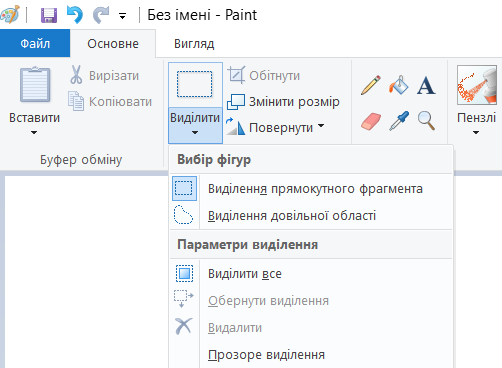 Без імені - Paint
Файл Основне Вигляд
Вставити
Вирізати
Копіювати
Буфер обміну
Виділити
Обітнути
Змінити розмір
Повернути
A
Пензлі
Вибір фігур
Виділення прямокутного фрагмента
Виділення довільної області
Параметри виділення
Виділити все
Обернути виділення
Видалити
Прозоре виділення